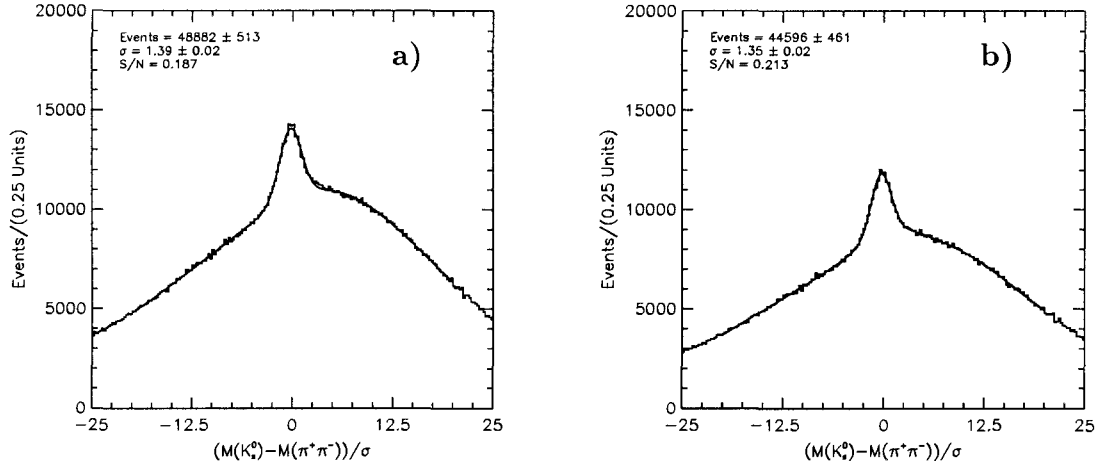 20000
15000
10000
5000
0
Events/(0.25 Units)
Events = 48882 ± 513
σ = 1.39 ± 0.02
S/N = 0.187
a)
−25 −12.5 0 12.5 25
(M(K⁰ₛ)−M(π⁺π⁻))/σ
20000
15000
10000
5000
0
Events/(0.25 Units)
Events = 44596 ± 461
σ = 1.35 ± 0.02
S/N = 0.213
b)
−25 −12.5 0 12.5 25
(M(K⁰ₛ)−M(π⁺π⁻))/σ